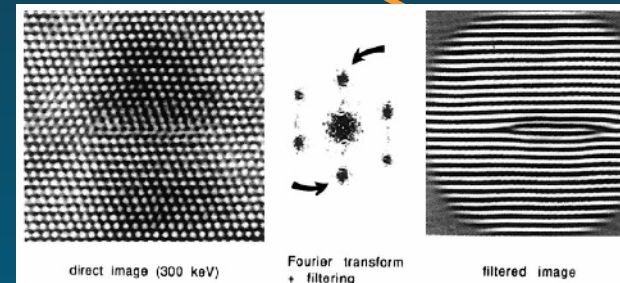 direct image (300 keV)
Fourier transform
+ filtering
filtered image